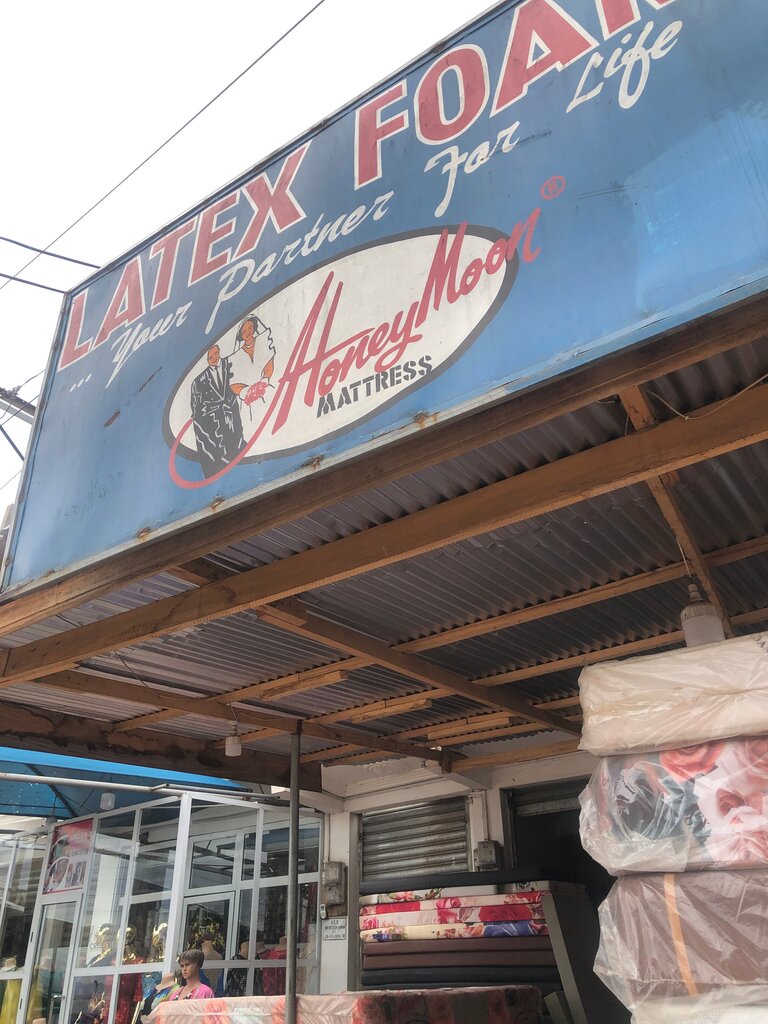 LATEX FOAM
... Your Partner For Life
HoneyMoon ®
MATTRESS